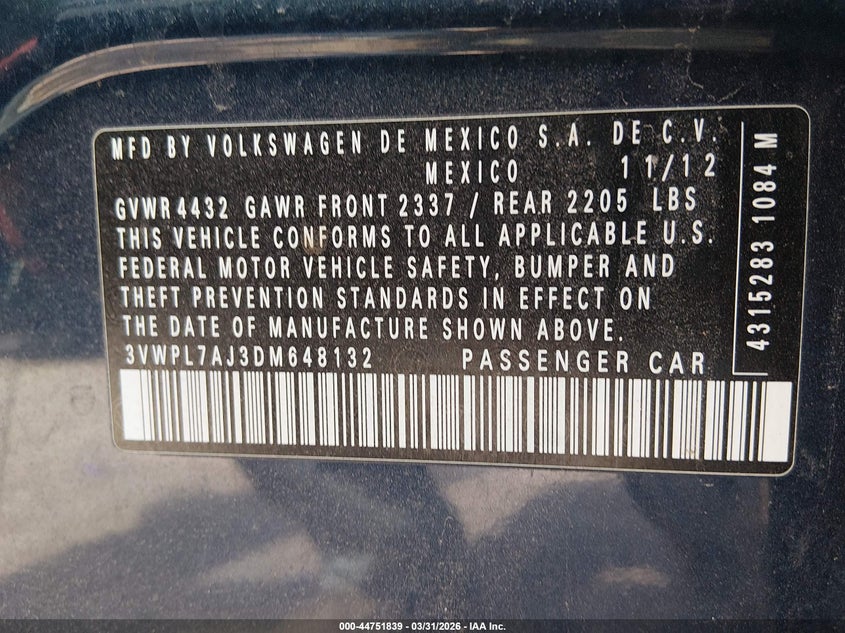 MFD BY VOLKSWAGEN DE MEXICO S.A. DE C.V.
MEXICO 11/12
GVWR 4432 GAWR FRONT 2337 / REAR 2205 LBS
THIS VEHICLE CONFORMS TO ALL APPLICABLE U.S.
FEDERAL MOTOR VEHICLE SAFETY, BUMPER AND
THEFT PREVENTION STANDARDS IN EFFECT ON
THE DATE OF MANUFACTURE SHOWN ABOVE.
3VWPL7AJ3DM648132 PASSENGER CAR
4315283 1084 M
000-44751839 - 03/31/2026 - IAA Inc.